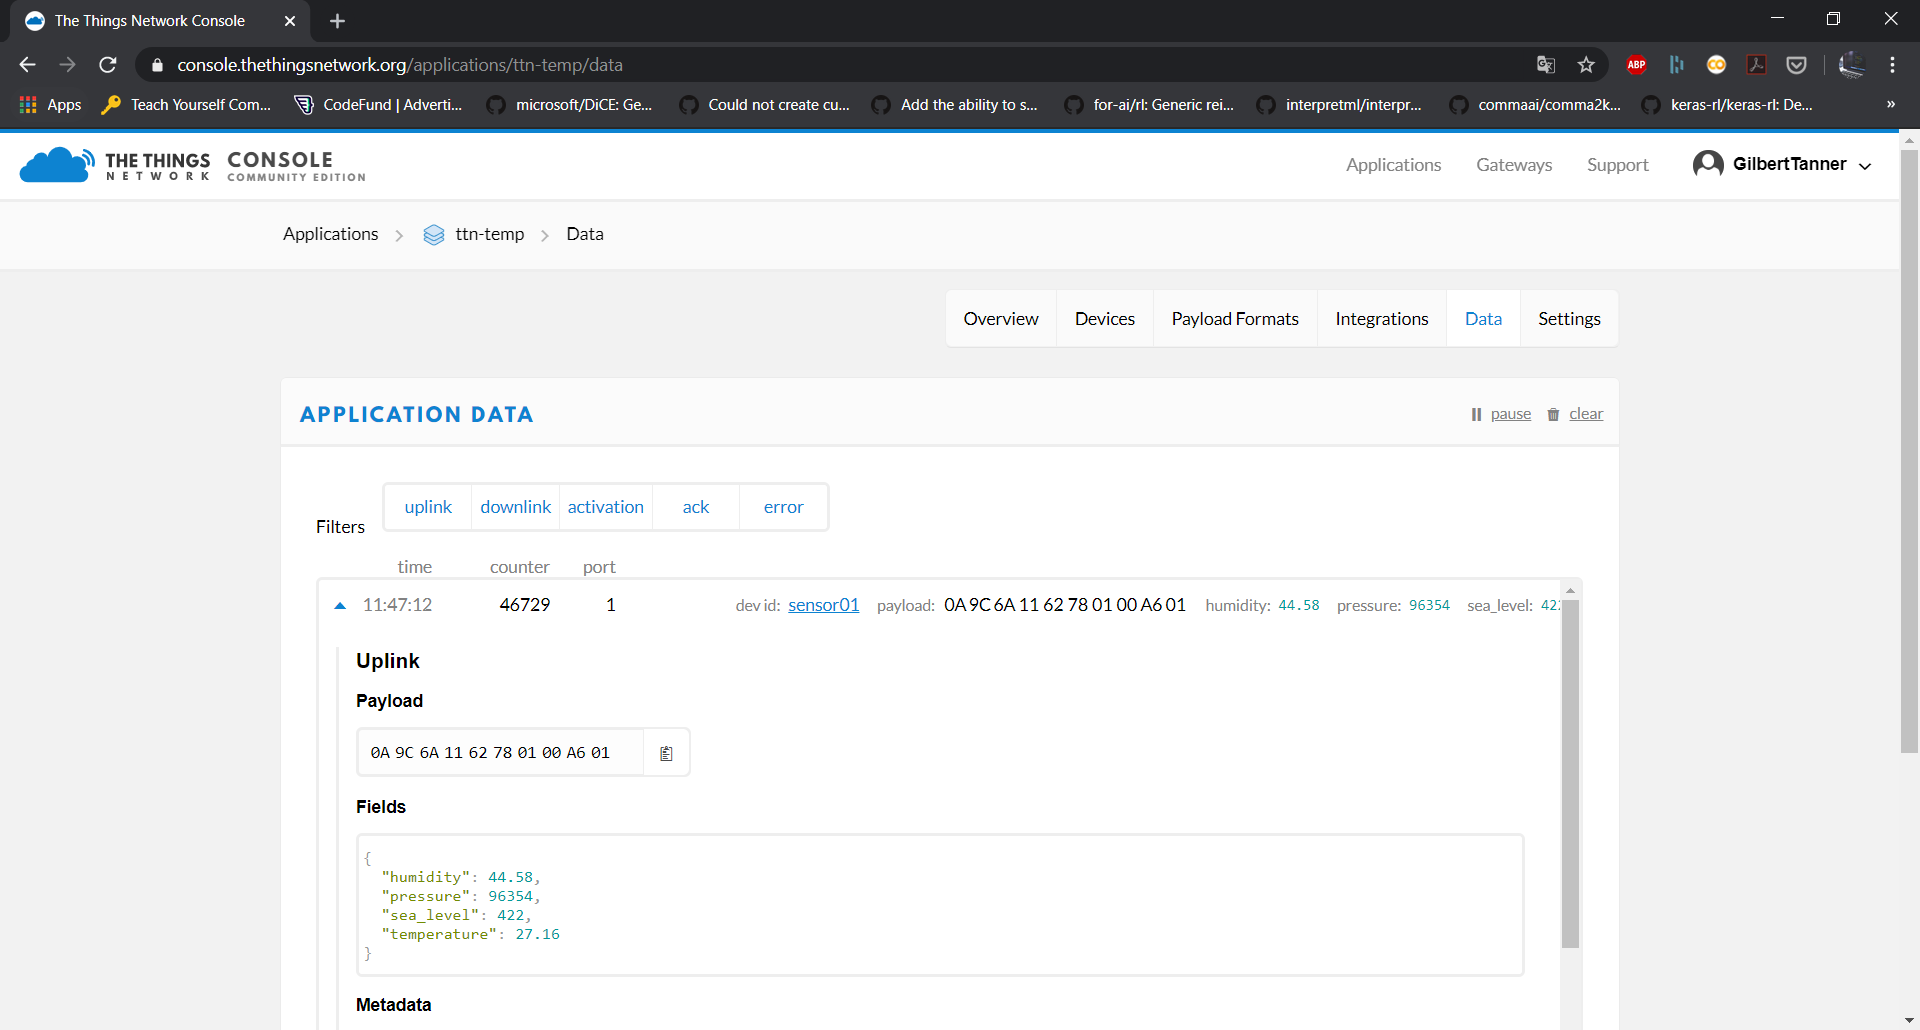 The Things Network Console
console.thethingsnetwork.org/applications/ttn-temp/data
ABP
Apps Teach Yourself Com... CodeFund | Adverti... microsoft/DiCE: Ge... Could not create cu... Add the ability to s... for-ai/rl: Generic rei... interpretml/interpr... commaai/comma2k... keras-rl/keras-rl: De... »
THE THINGS NETWORK CONSOLE COMMUNITY EDITION
Applications Gateways Support GilbertTanner
Applications ttn-temp Data
Overview Devices Payload Formats Integrations Data Settings
APPLICATION DATA pause clear
Filters uplink downlink activation ack error
time counter port
11:47:12 46729 1 dev id: sensor01 payload: 0A 9C 6A 11 62 78 01 00 A6 01 humidity: 44.58 pressure: 96354 sea_level: 42
Uplink
Payload
0A 9C 6A 11 62 78 01 00 A6 01
Fields
{
"humidity": 44.58,
"pressure": 96354,
"sea_level": 422,
"temperature": 27.16
}
Metadata